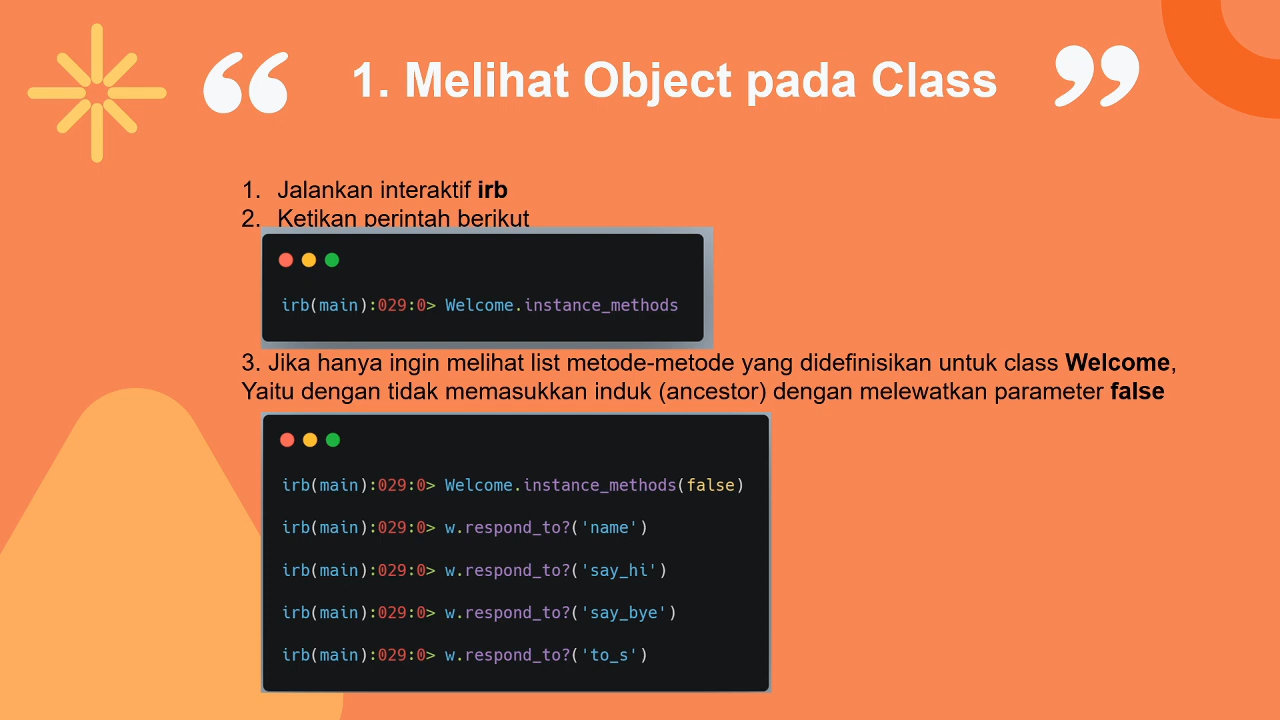 “ 1. Melihat Object pada Class ”
1. Jalankan interaktif irb
2. Ketikan perintah berikut
irb(main):029:0> Welcome.instance_methods
3. Jika hanya ingin melihat list metode-metode yang didefinisikan untuk class Welcome,
Yaitu dengan tidak memasukkan induk (ancestor) dengan melewatkan parameter false
irb(main):029:0> Welcome.instance_methods(false)
irb(main):029:0> w.respond_to?('name')
irb(main):029:0> w.respond_to?('say_hi')
irb(main):029:0> w.respond_to?('say_bye')
irb(main):029:0> w.respond_to?('to_s')